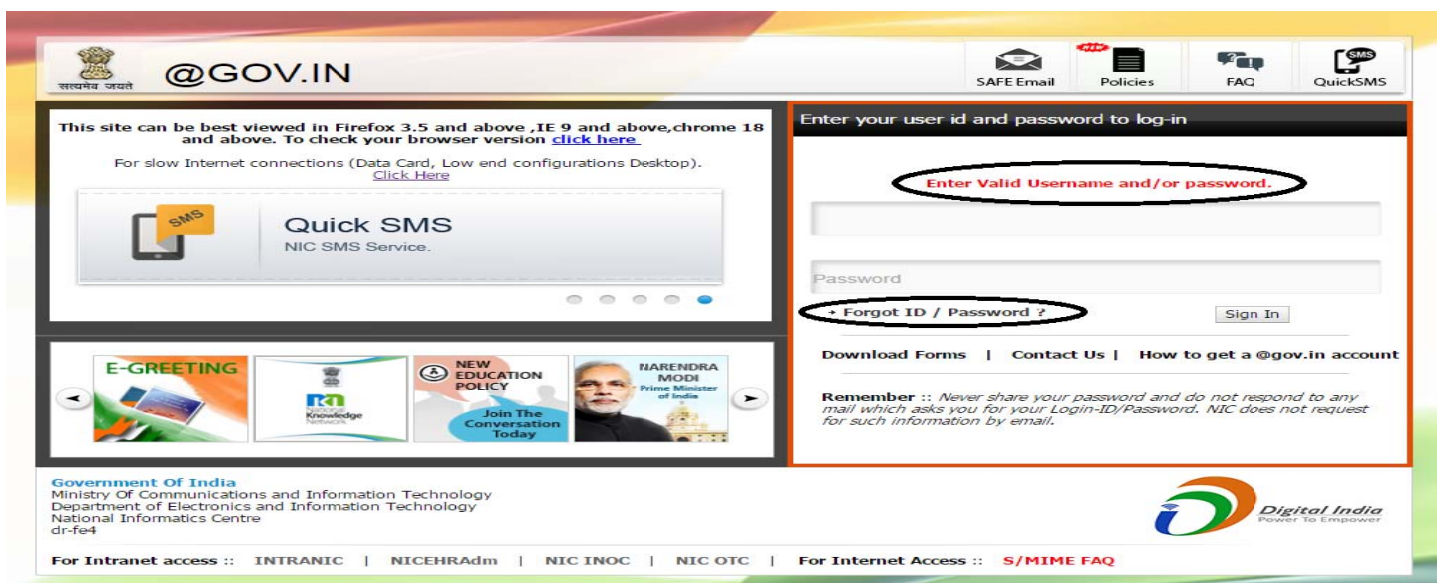 सत्यमेव जयते
@GOV.IN
SAFE Email
NEW
Policies
FAQ
SMS
QuickSMS
This site can be best viewed in Firefox 3.5 and above ,IE 9 and above,chrome 18
and above. To check your browser version click here
For slow Internet connections (Data Card, Low end configurations Desktop).
Click Here
SMS
Quick SMS
NIC SMS Service.
Enter your user id and password to log-in
Enter Valid Username and/or password.
Password
Forgot ID / Password ?
Sign In
Download Forms | Contact Us | How to get a @gov.in account
Remember :: Never share your password and do not respond to any
mail which asks you for your Login-ID/Password. NIC does not request
for such information by email.
E-GREETING
National
Knowledge
Network
NEW
EDUCATION
POLICY
Join The
Conversation
Today
NARENDRA
MODI
Prime Minister
of India
Government Of India
Ministry Of Communications and Information Technology
Department of Electronics and Information Technology
National Informatics Centre
dr-fe4
Digital India
Power To Empower
For Intranet access :: INTRANIC | NICEHRAdm | NIC INOC | NIC OTC | For Internet Access :: S/MIME FAQ